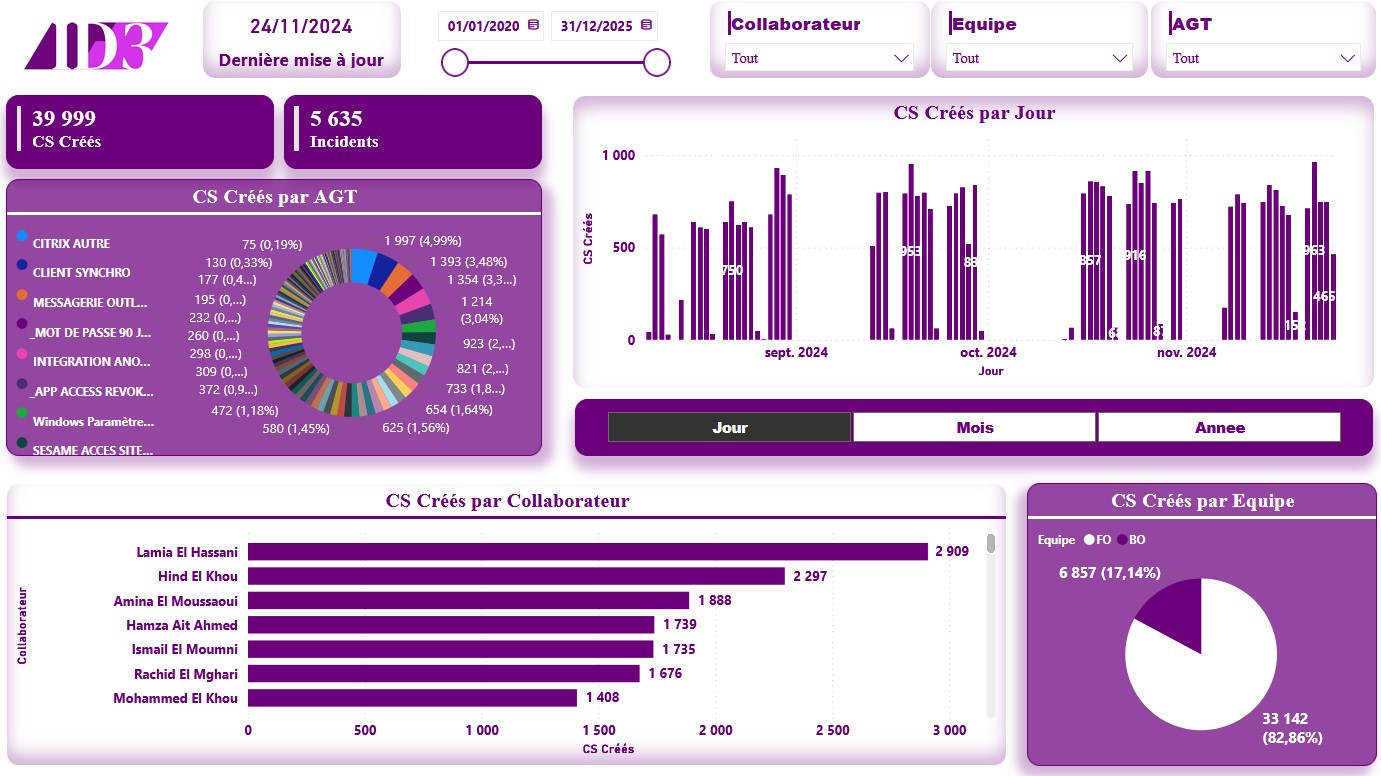 AD3
24/11/2024
Dernière mise à jour
01/01/2020
31/12/2025
Collaborateur
Tout
Equipe
Tout
AGT
Tout
39 999
CS Créés
5 635
Incidents
CS Créés par AGT
CITRIX AUTRE
CLIENT SYNCHRO
MESSAGERIE OUTL...
_MOT DE PASSE 90 J...
INTEGRATION ANO...
_APP ACCESS REVOK...
Windows Paramètre...
SESAME ACCES SITE...
1 997 (4,99%)
1 393 (3,48%)
1 354 (3,3...)
1 214
(3,04%)
923 (2,...)
821 (2,...)
733 (1,8...)
654 (1,64%)
625 (1,56%)
580 (1,45%)
472 (1,18%)
372 (0,9...)
309 (0,...)
298 (0,...)
260 (0,...)
232 (0,...)
195 (0,...)
177 (0,4...)
130 (0,33%)
75 (0,19%)
CS Créés par Jour
CS Créés
1 000
500
0
750
953
857
916
963
465
sept. 2024
oct. 2024
nov. 2024
Jour
Jour
Mois
Annee
CS Créés par Collaborateur
Collaborateur
Lamia El Hassani
2 909
Hind El Khou
2 297
Amina El Moussaoui
1 888
Hamza Ait Ahmed
1 739
Ismail El Moumni
1 735
Rachid El Mghari
1 676
Mohammed El Khou
1 408
0
500
1 000
1 500
2 000
2 500
3 000
CS Créés
CS Créés par Equipe
Equipe
FO
BO
6 857 (17,14%)
33 142
(82,86%)